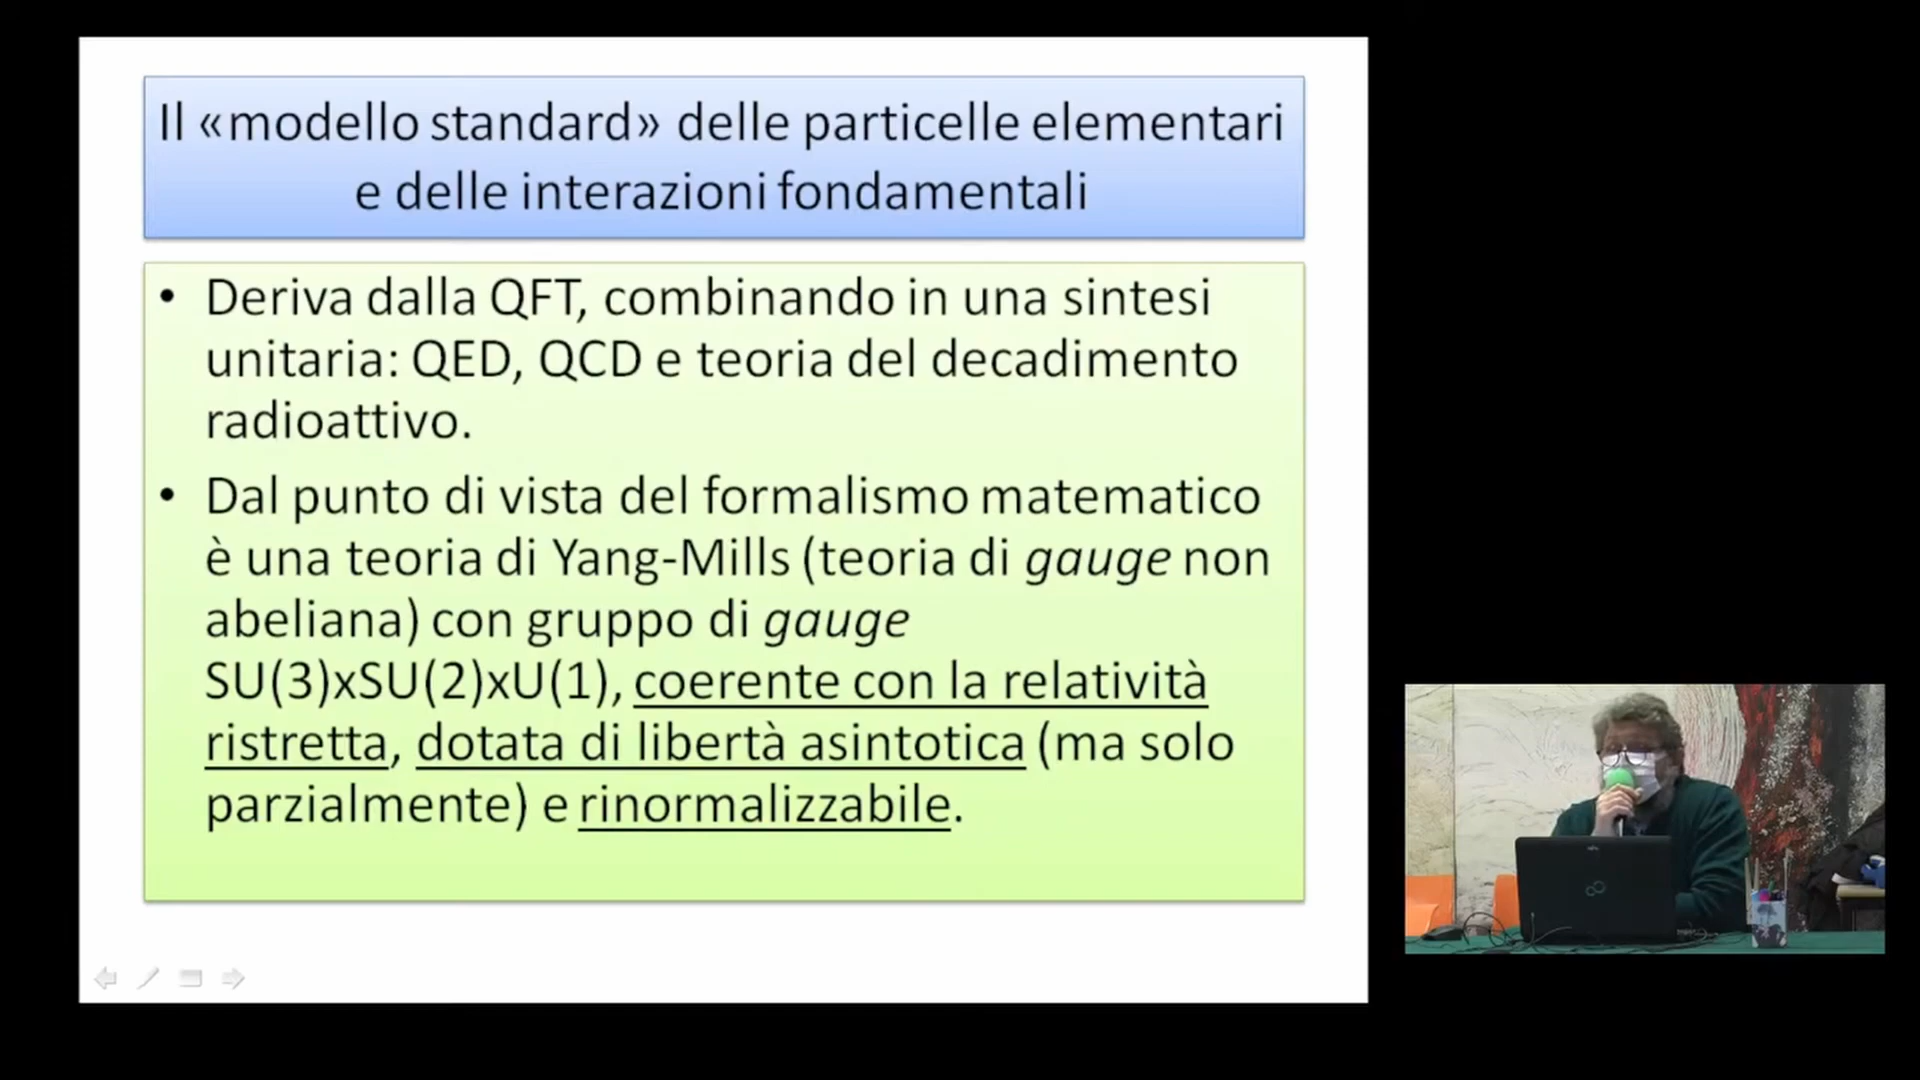 Il «modello standard» delle particelle elementari
e delle interazioni fondamentali
• Deriva dalla QFT, combinando in una sintesi
unitaria: QED, QCD e teoria del decadimento
radioattivo.
• Dal punto di vista del formalismo matematico
è una teoria di Yang-Mills (teoria di gauge non
abeliana) con gruppo di gauge
SU(3)xSU(2)xU(1), coerente con la relatività
ristretta, dotata di libertà asintotica (ma solo
parzialmente) e rinormalizzabile.